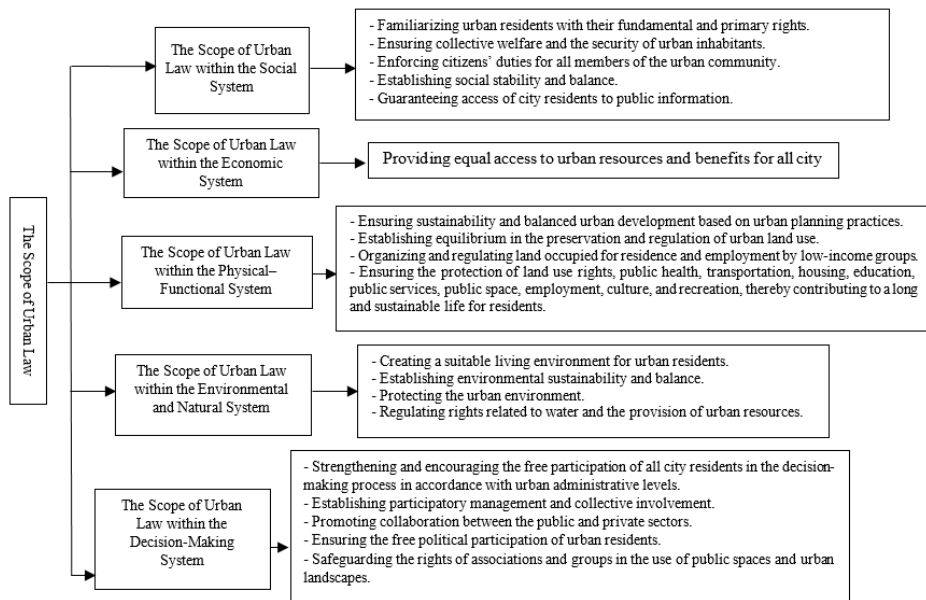 The Scope of Urban Law
The Scope of Urban
Law within the Social
System
- Familiarizing urban residents with their fundamental and primary rights.
- Ensuring collective welfare and the security of urban inhabitants.
- Enforcing citizens’ duties for all members of the urban community.
- Establishing social stability and balance.
- Guaranteeing access of city residents to public information.
The Scope of Urban Law
within the Economic
System
Providing equal access to urban resources and benefits for all city
The Scope of Urban Law
within the Physical–
Functional System
- Ensuring sustainability and balanced urban development based on urban planning practices.
- Establishing equilibrium in the preservation and regulation of urban land use.
- Organizing and regulating land occupied for residence and employment by low-income groups.
- Ensuring the protection of land use rights, public health, transportation, housing, education,
public services, public space, employment, culture, and recreation, thereby contributing to a long
and sustainable life for residents.
The Scope of Urban Law
within the Environmental
and Natural System
- Creating a suitable living environment for urban residents.
- Establishing environmental sustainability and balance.
- Protecting the urban environment.
- Regulating rights related to water and the provision of urban resources.
The Scope of Urban
Law within the
Decision-Making
System
- Strengthening and encouraging the free participation of all city residents in the decision-
making process in accordance with urban administrative levels.
- Establishing participatory management and collective involvement.
- Promoting collaboration between the public and private sectors.
- Ensuring the free political participation of urban residents.
- Safeguarding the rights of associations and groups in the use of public spaces and urban
landscapes.